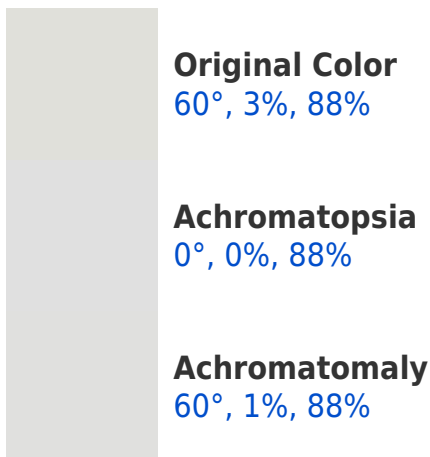 Original Color
60°, 3%, 88%
Achromatopsia
0°, 0%, 88%
Achromatomaly
60°, 1%, 88%